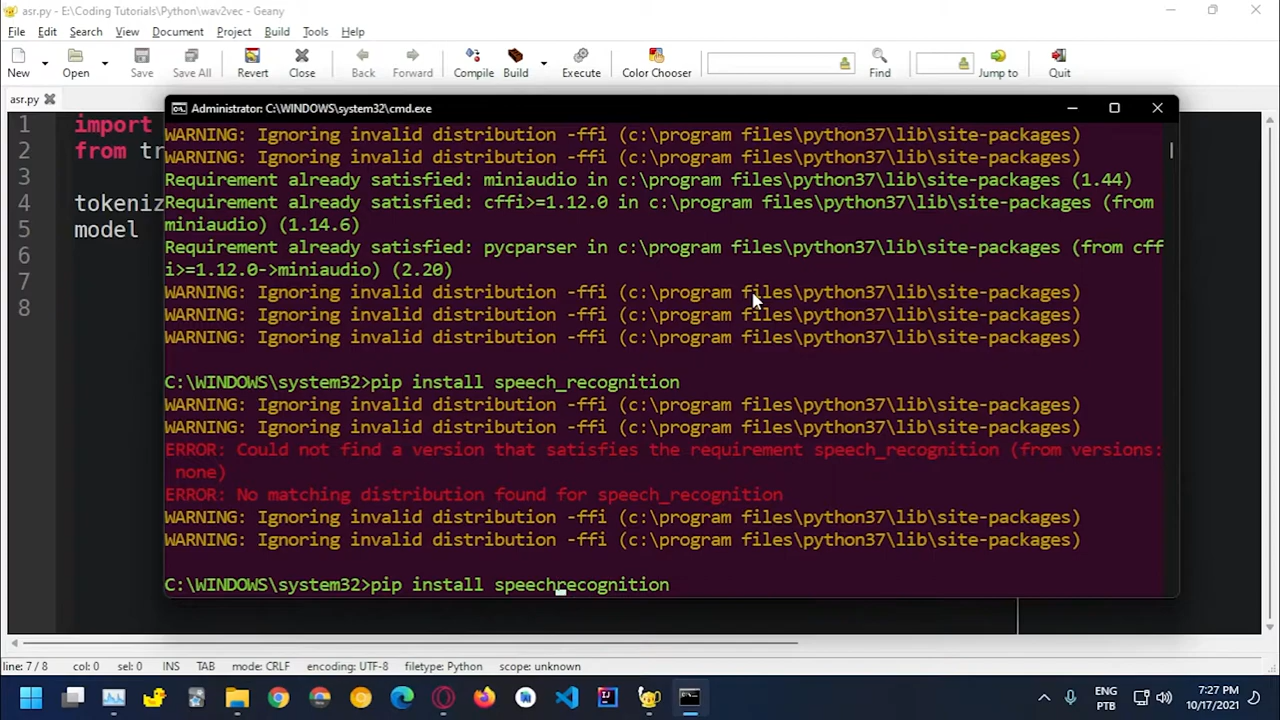 asr.py - E:\Coding Tutorials\Python\wav2vec - Geany
File Edit Search View Document Project Build Tools Help
New Open Save Save All Revert Close Back Forward Compile Build Execute Color Chooser Find Jump to Quit
asr.py
Administrator: C:\WINDOWS\system32\cmd.exe
1 import
2 from tr
3
4 tokeniz
5 model
6
7
8
WARNING: Ignoring invalid distribution -ffi (c:\program files\python37\lib\site-packages)
WARNING: Ignoring invalid distribution -ffi (c:\program files\python37\lib\site-packages)
Requirement already satisfied: miniaudio in c:\program files\python37\lib\site-packages (1.44)
Requirement already satisfied: cffi>=1.12.0 in c:\program files\python37\lib\site-packages (from
miniaudio) (1.14.6)
Requirement already satisfied: pycparser in c:\program files\python37\lib\site-packages (from cff
i>=1.12.0->miniaudio) (2.20)
WARNING: Ignoring invalid distribution -ffi (c:\program files\python37\lib\site-packages)
WARNING: Ignoring invalid distribution -ffi (c:\program files\python37\lib\site-packages)
WARNING: Ignoring invalid distribution -ffi (c:\program files\python37\lib\site-packages)
C:\WINDOWS\system32>pip install speech_recognition
WARNING: Ignoring invalid distribution -ffi (c:\program files\python37\lib\site-packages)
WARNING: Ignoring invalid distribution -ffi (c:\program files\python37\lib\site-packages)
ERROR: Could not find a version that satisfies the requirement speech_recognition (from versions:
none)
ERROR: No matching distribution found for speech_recognition
WARNING: Ignoring invalid distribution -ffi (c:\program files\python37\lib\site-packages)
WARNING: Ignoring invalid distribution -ffi (c:\program files\python37\lib\site-packages)
C:\WINDOWS\system32>pip install speechrecognition
line: 7 / 8 col: 0 sel: 0 INS TAB mode: CRLF encoding: UTF-8 filetype: Python scope: unknown
ENG 7:27 PM
PTB 10/17/2021